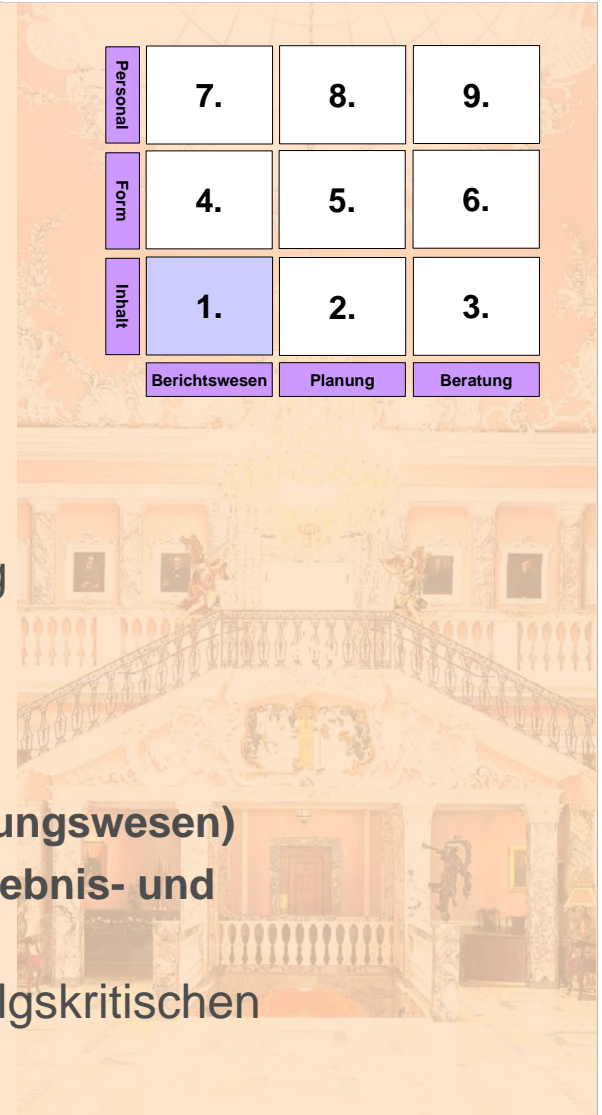 Personal 7. 8. 9.
Form 4. 5. 6.
Inhalt 1. 2. 3.
Berichtswesen Planung Beratung
g
ungswesen)
ebnis- und
lgskritischen